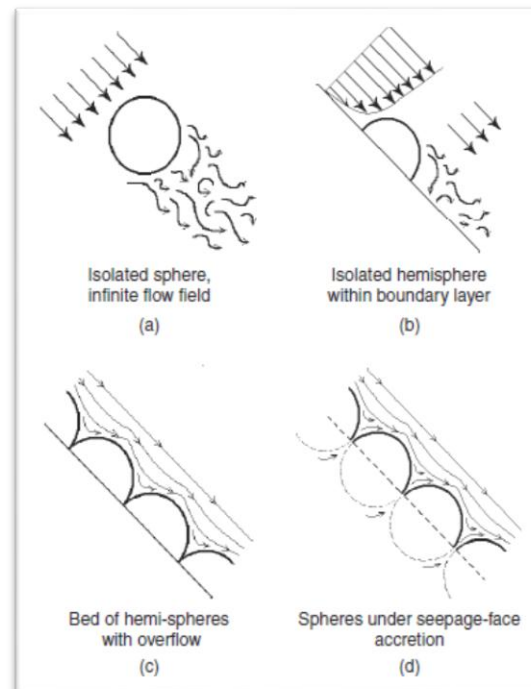 Isolated sphere,
infinite flow field
(a)
Isolated hemisphere
within boundary layer
(b)
Bed of hemi-spheres
with overflow
(c)
Spheres under seepage-face
accretion
(d)